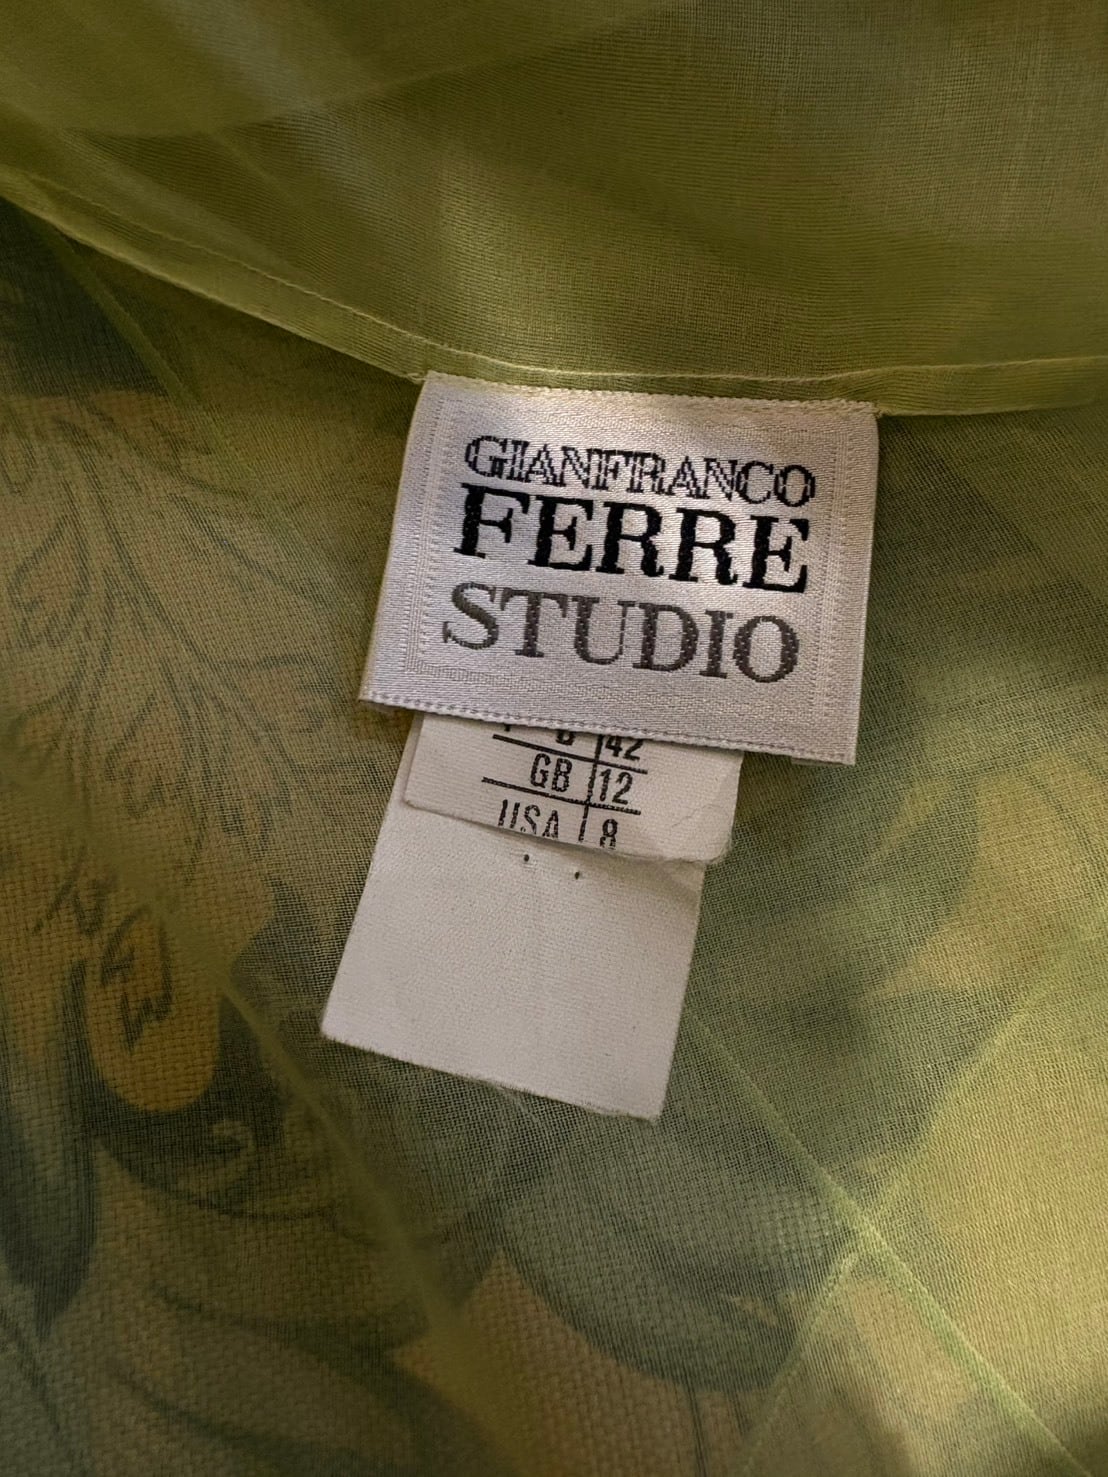 GIANFRANCO
FERRE
STUDIO
42
GB 12
USA 8